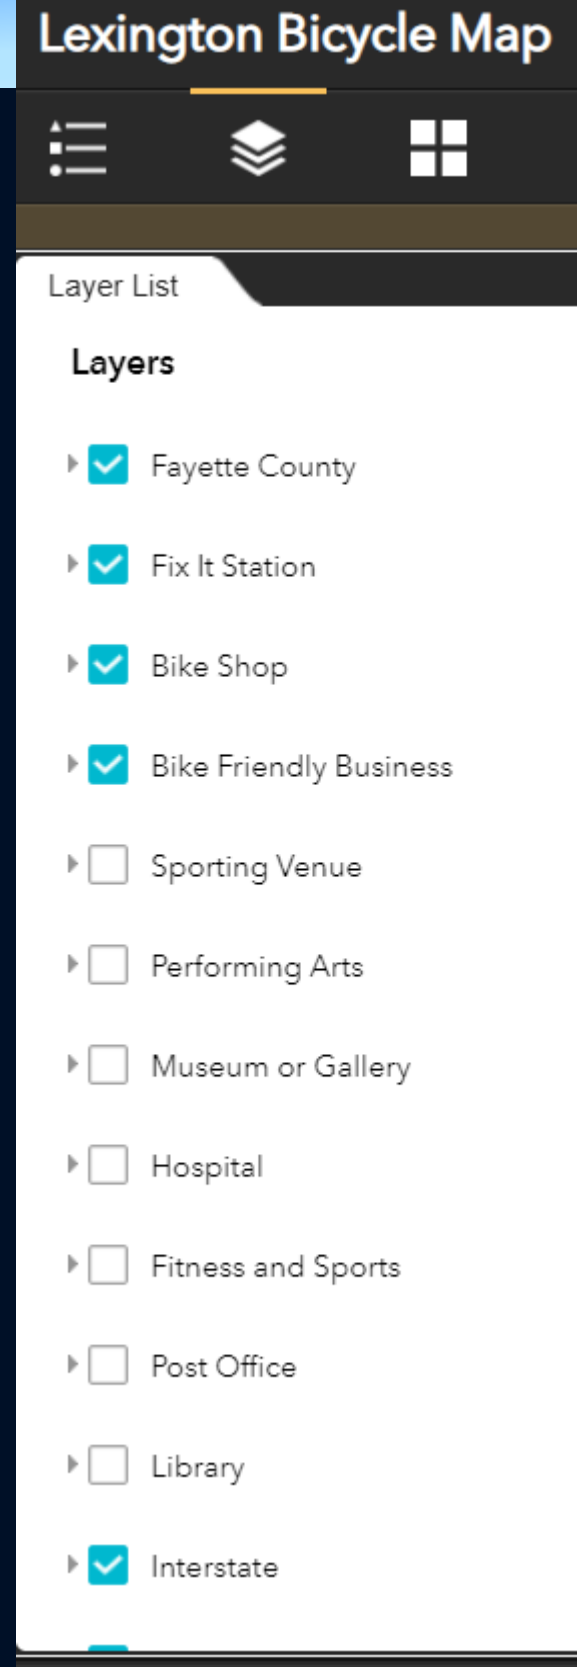 Lexington Bicycle Map
Layer List
Layers
Fayette County
Fix It Station
Bike Shop
Bike Friendly Business
Sporting Venue
Performing Arts
Museum or Gallery
Hospital
Fitness and Sports
Post Office
Library
Interstate